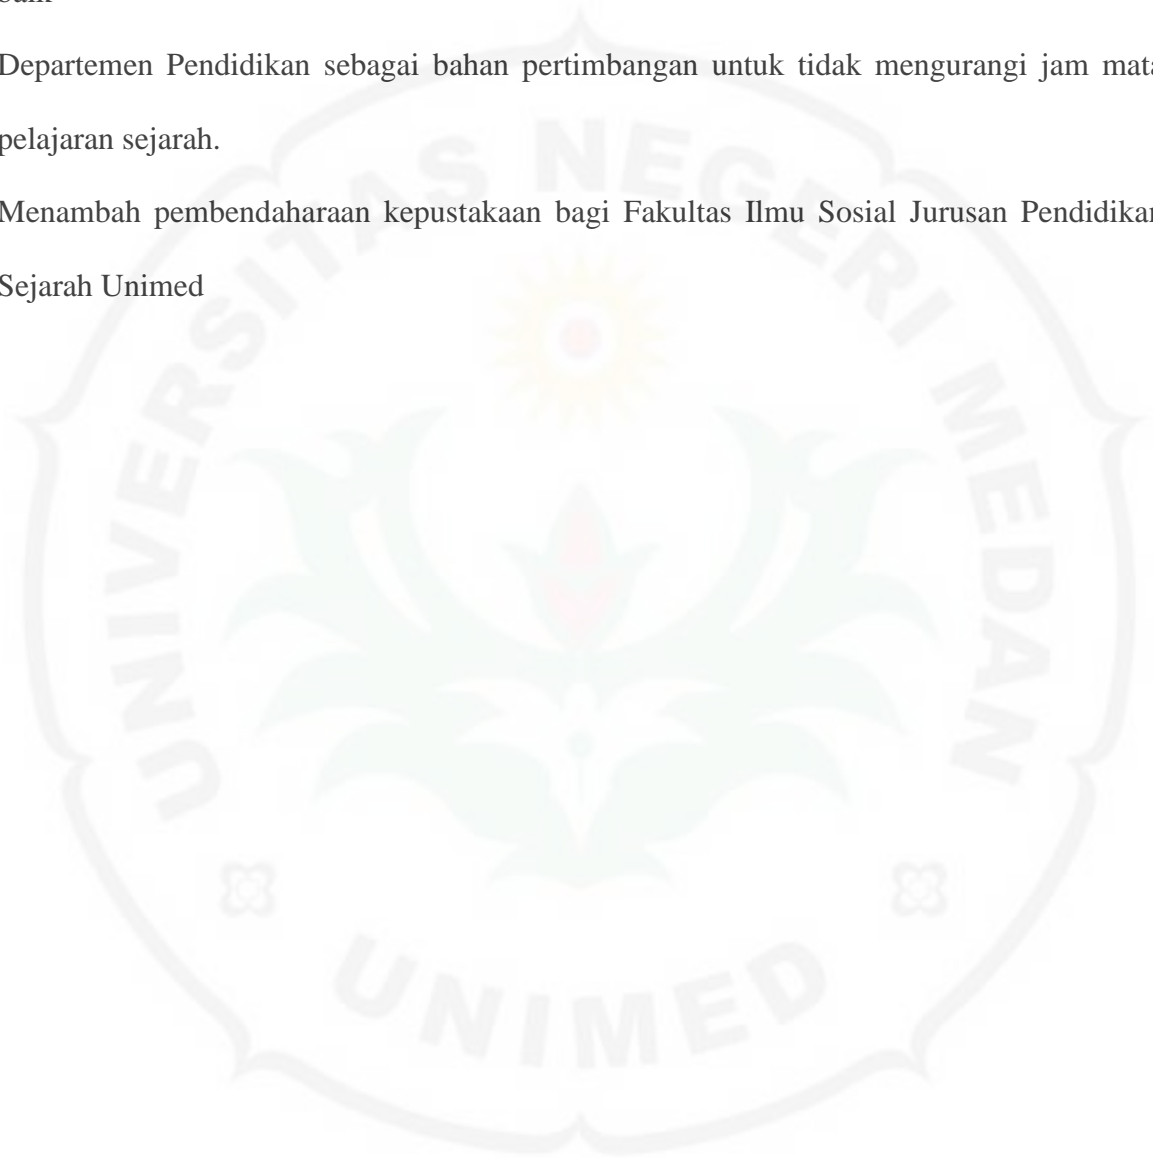 Departemen Pendidikan sebagai bahan pertimbangan untuk tidak mengurangi jam mata
pelajaran sejarah.
Menambah pembendaharaan kepustakaan bagi Fakultas Ilmu Sosial Jurusan Pendidikan
Sejarah Unimed
UNIVERSITAS NEGERI MEDAN
UNIMED